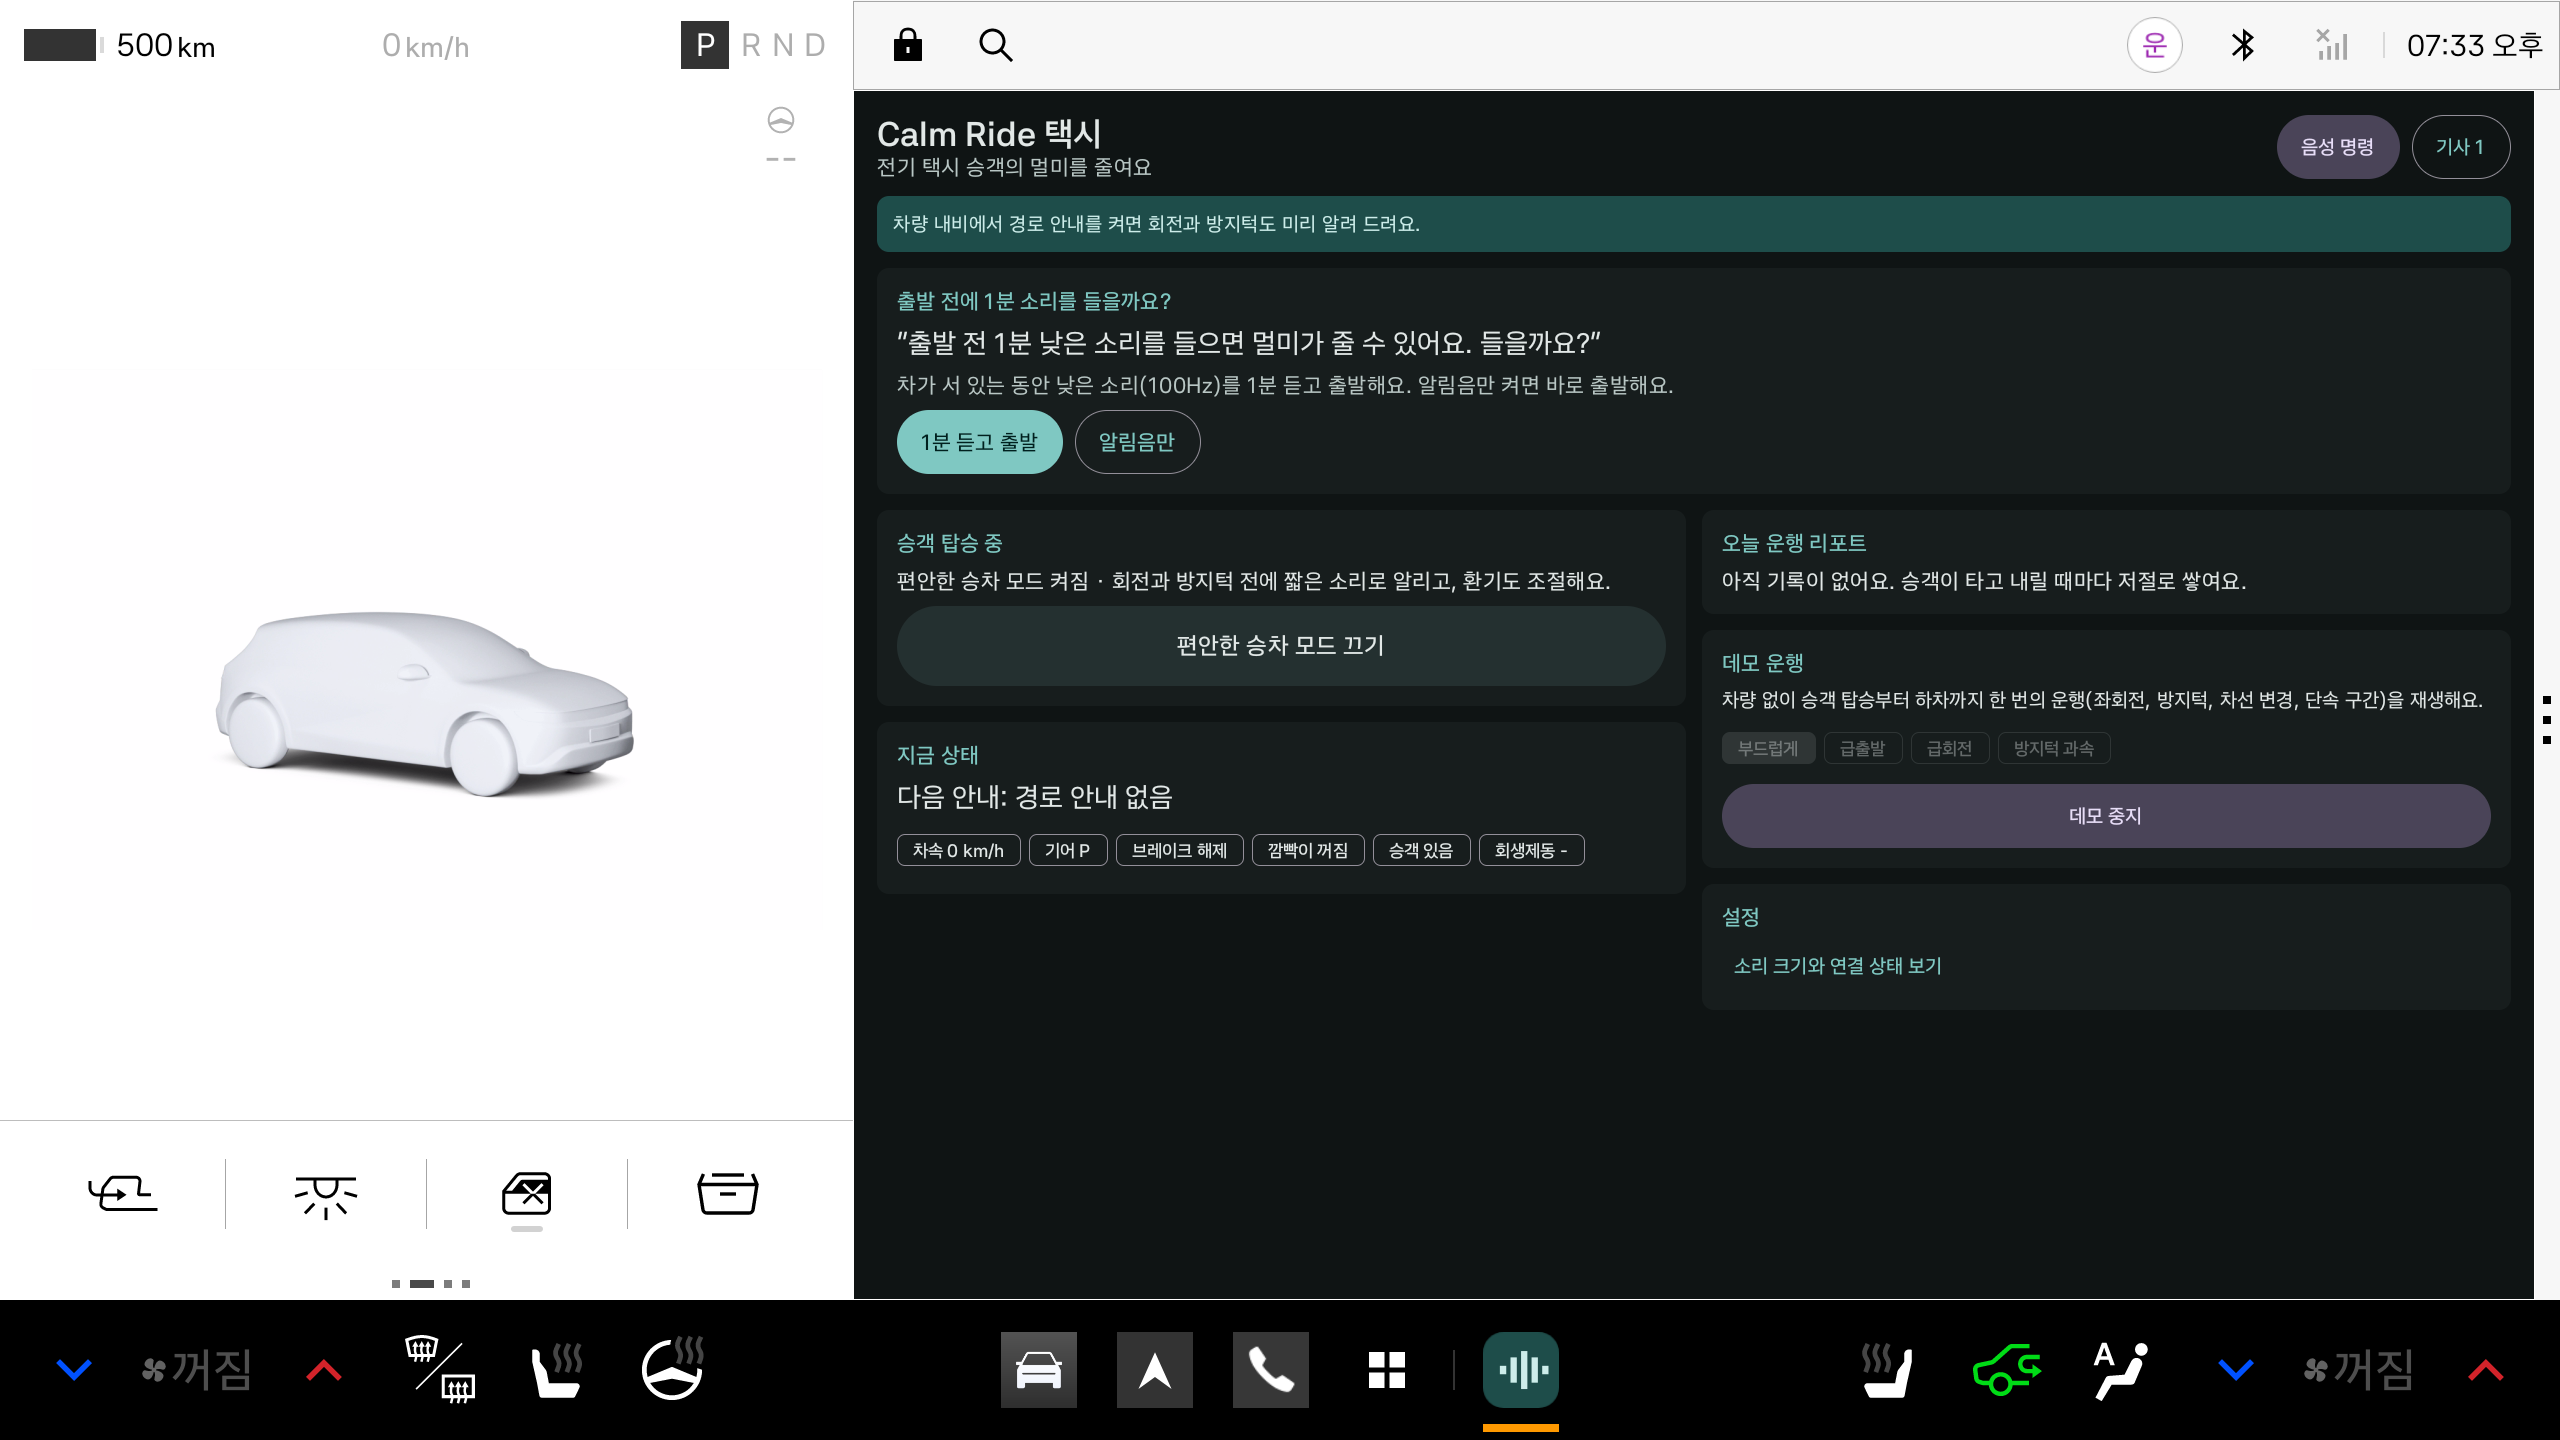 500 km
0 km/h
P R N D
운
07:33 오후
--
Calm Ride 택시
전기 택시 승객의 멀미를 줄여요
음성 명령
기사 1
차량 내비에서 경로 안내를 켜면 회전과 방지턱도 미리 알려 드려요.
출발 전에 1분 소리를 들을까요?
"출발 전 1분 낮은 소리를 들으면 멀미가 줄 수 있어요. 들을까요?"
차가 서 있는 동안 낮은 소리(100Hz)를 1분 듣고 출발해요. 알림음만 켜면 바로 출발해요.
1분 듣고 출발
알림음만
승객 탑승 중
편안한 승차 모드 켜짐 · 회전과 방지턱 전에 짧은 소리로 알리고, 환기도 조절해요.
편안한 승차 모드 끄기
지금 상태
다음 안내: 경로 안내 없음
차속 0 km/h
기어 P
브레이크 해제
깜빡이 꺼짐
승객 있음
회생제동 -
오늘 운행 리포트
아직 기록이 없어요. 승객이 타고 내릴 때마다 저절로 쌓여요.
데모 운행
차량 없이 승객 탑승부터 하차까지 한 번의 운행(좌회전, 방지턱, 차선 변경, 단속 구간)을 재생해요.
부드럽게
급출발
급회전
방지턱 과속
데모 중지
설정
소리 크기와 연결 상태 보기
꺼짐
A
꺼짐